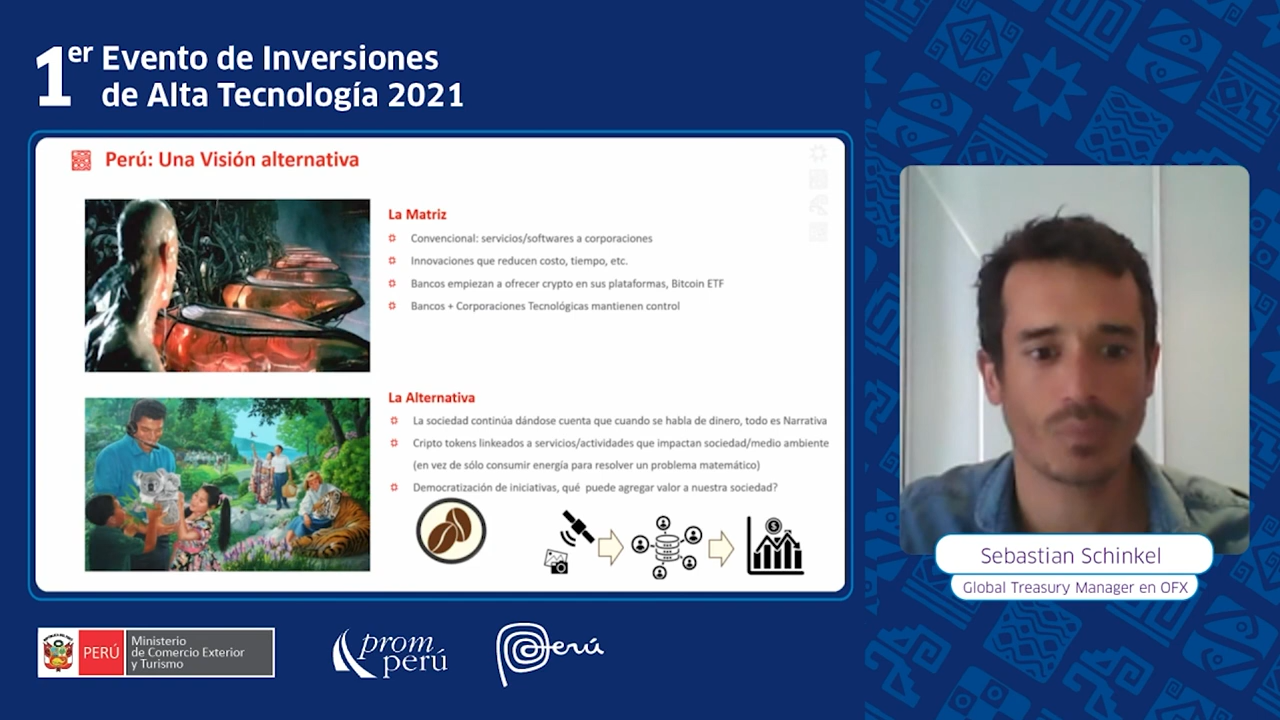 1er Evento de Inversiones
de Alta Tecnología 2021
Perú: Una Visión alternativa
La Matriz
Convencional: servicios/softwares a corporaciones
Innovaciones que reducen costo, tiempo, etc.
Bancos empiezan a ofrecer crypto en sus plataformas, Bitcoin ETF
Bancos + Corporaciones Tecnológicas mantienen control
La Alternativa
La sociedad continúa dándose cuenta que cuando se habla de dinero, todo es Narrativa
Cripto tokens linkeados a servicios/actividades que impactan sociedad/medio ambiente
(en vez de sólo consumir energía para resolver un problema matemático)
Democratización de iniciativas, qué puede agregar valor a nuestra sociedad?
$
Sebastian Schinkel
Global Treasury Manager en OFX
PERÚ
Ministerio
de Comercio Exterior
y Turismo
prom
perú
Perú